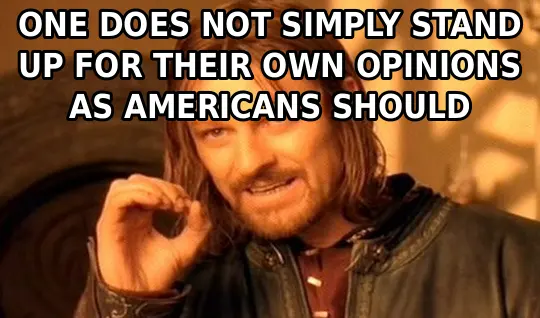 ONE DOES NOT SIMPLY STAND
UP FOR THEIR OWN OPINIONS
AS AMERICANS SHOULD